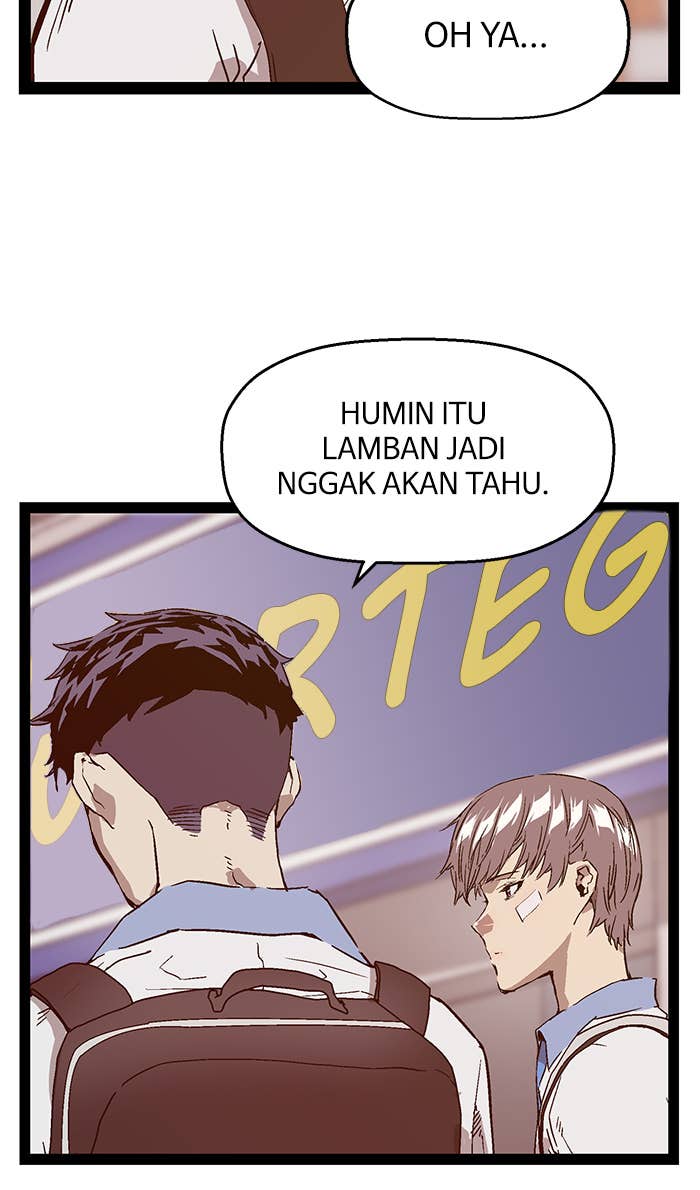 OH YA...
HUMIN ITU
LAMBAN JADI
NGGAK AKAN TAHU.
RTEG